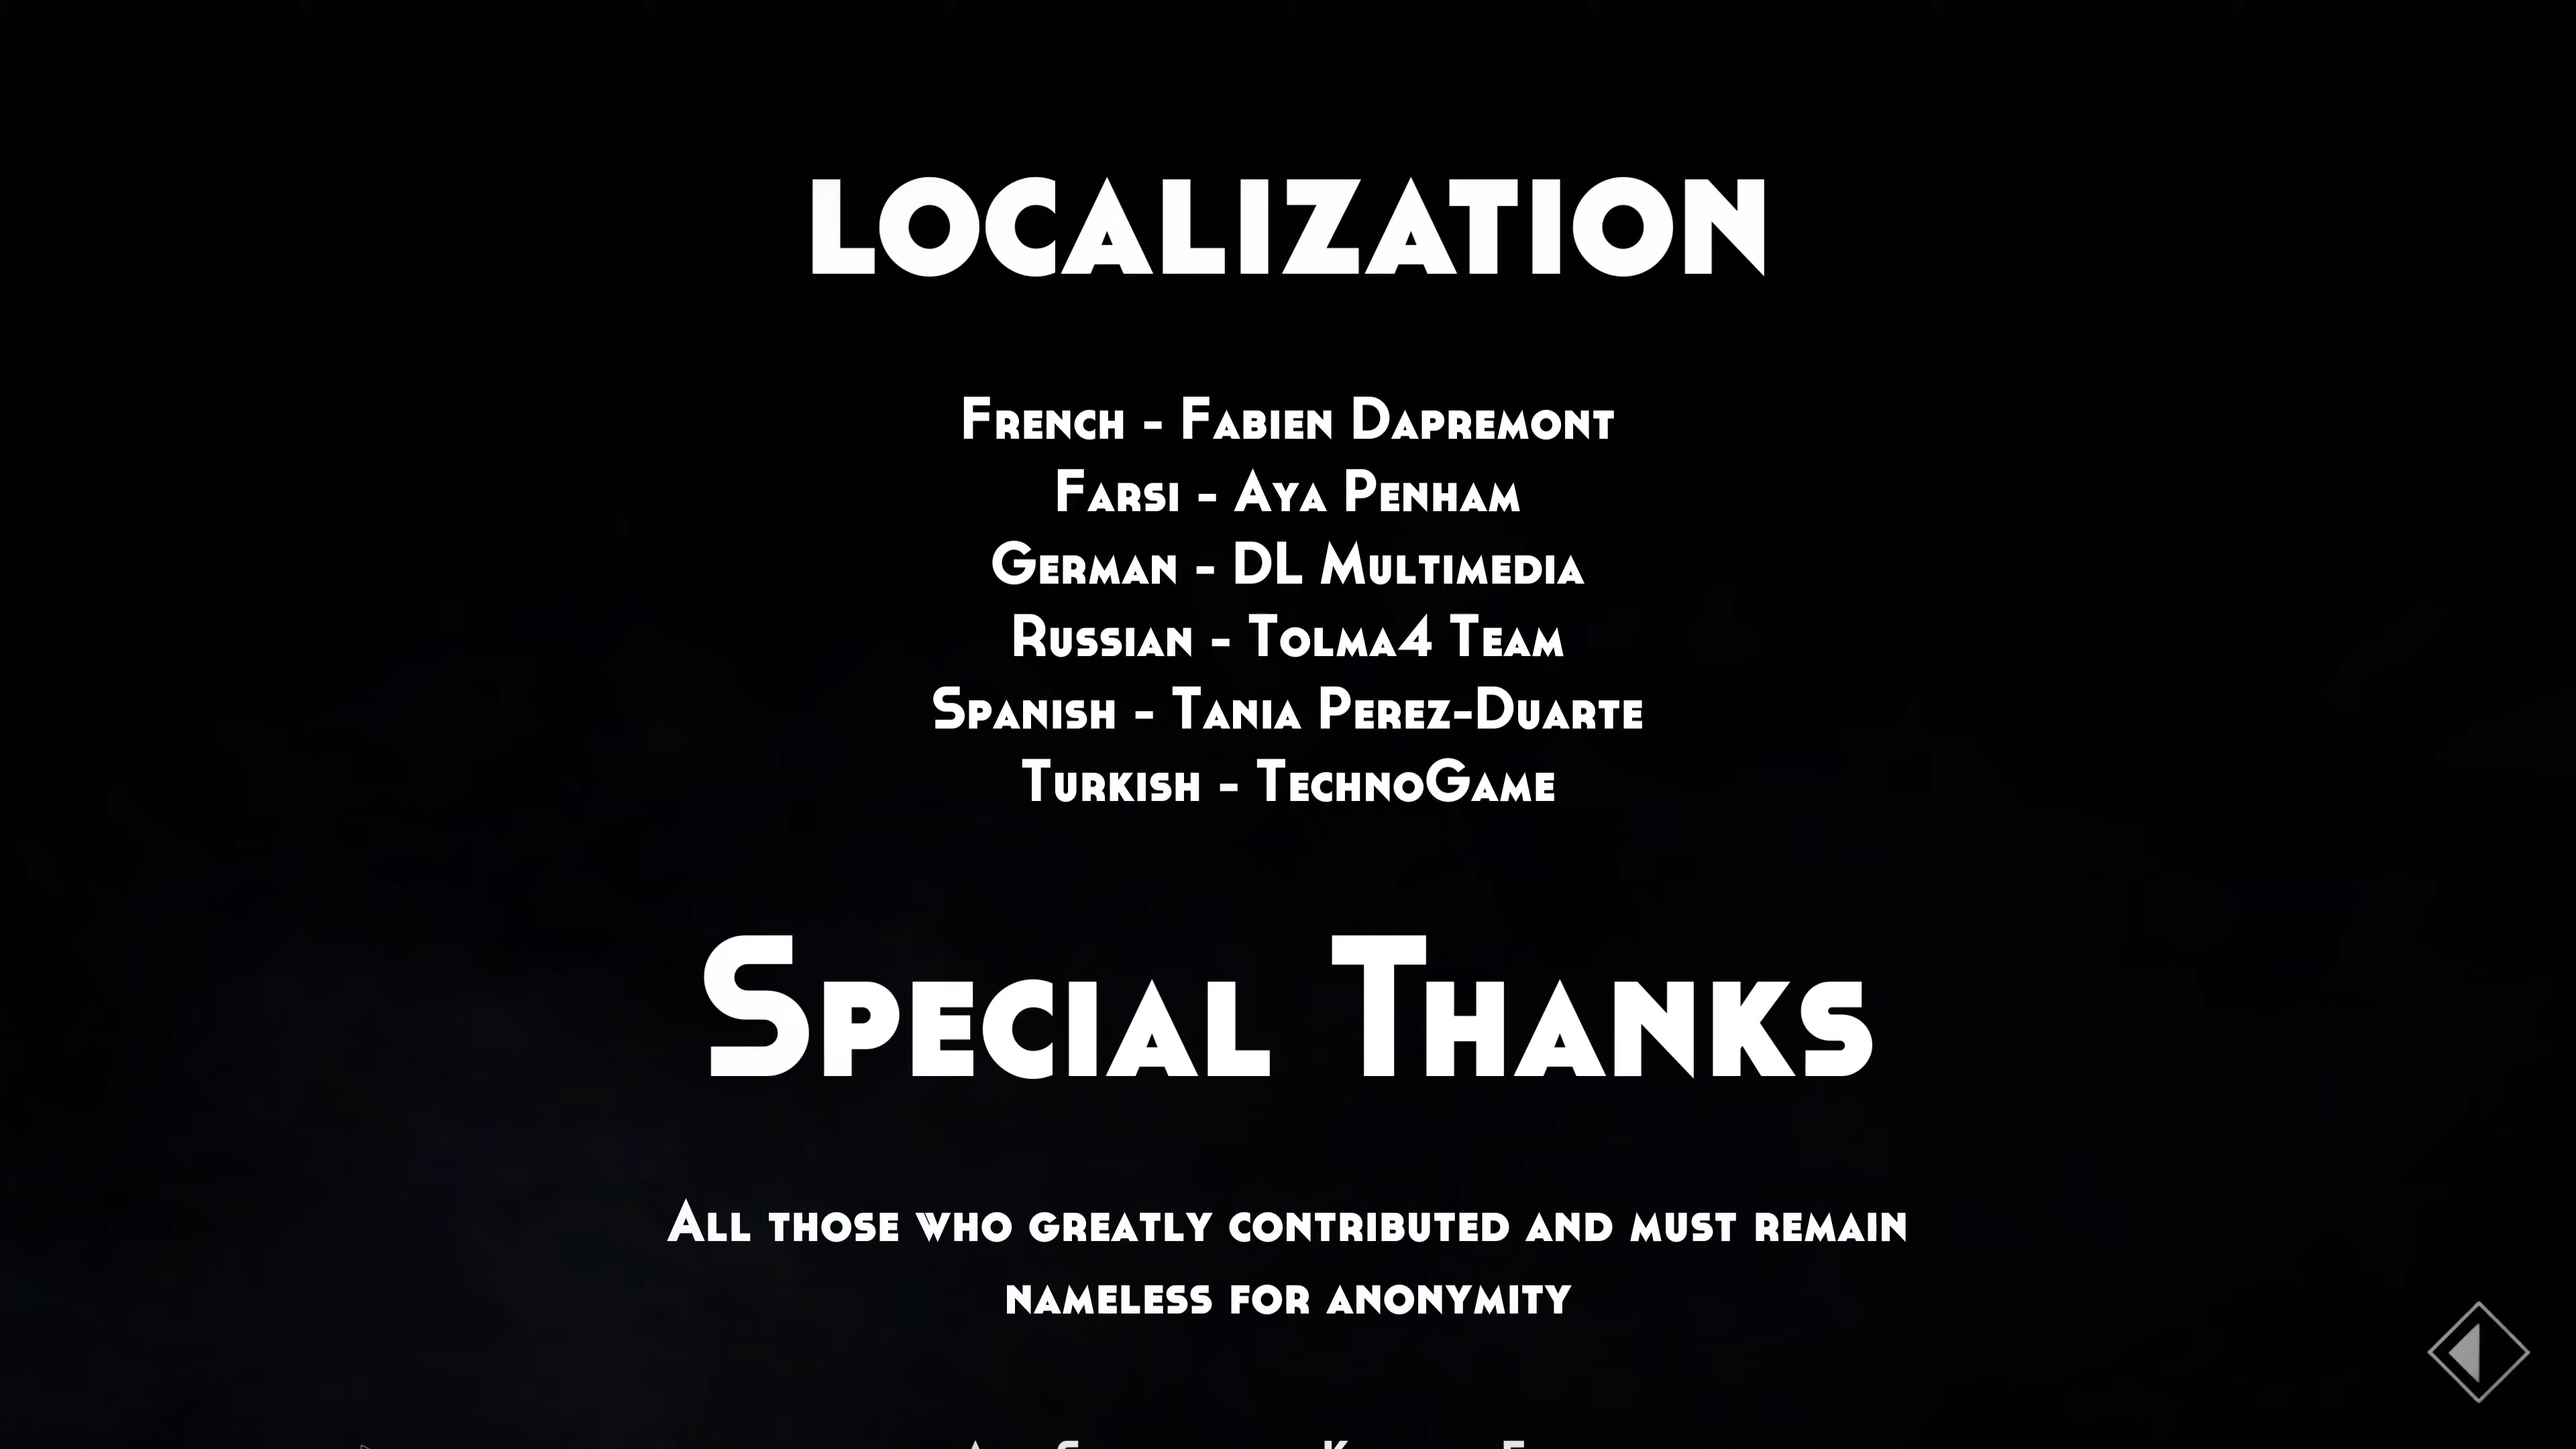 LOCALIZATION
French - Fabien Dapremont
Farsi - Aya Penham
German - DL Multimedia
Russian - Tolma4 Team
Spanish - Tania Perez-Duarte
Turkish - TechnoGame
Special Thanks
All those who greatly contributed and must remain
nameless for anonymity